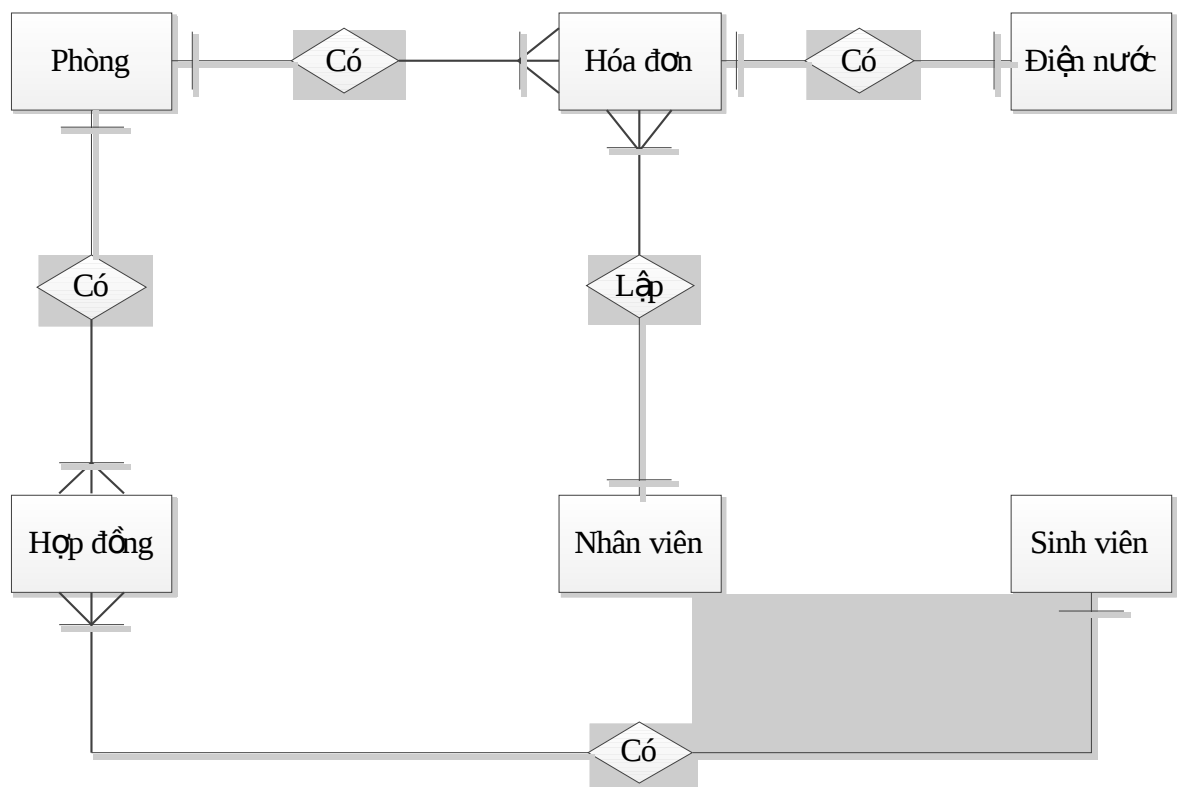 Phòng
Có
Hóa đơn
Có
Điện nước
Có
Lập
Hợp đồng
Nhân viên
Sinh viên
Có